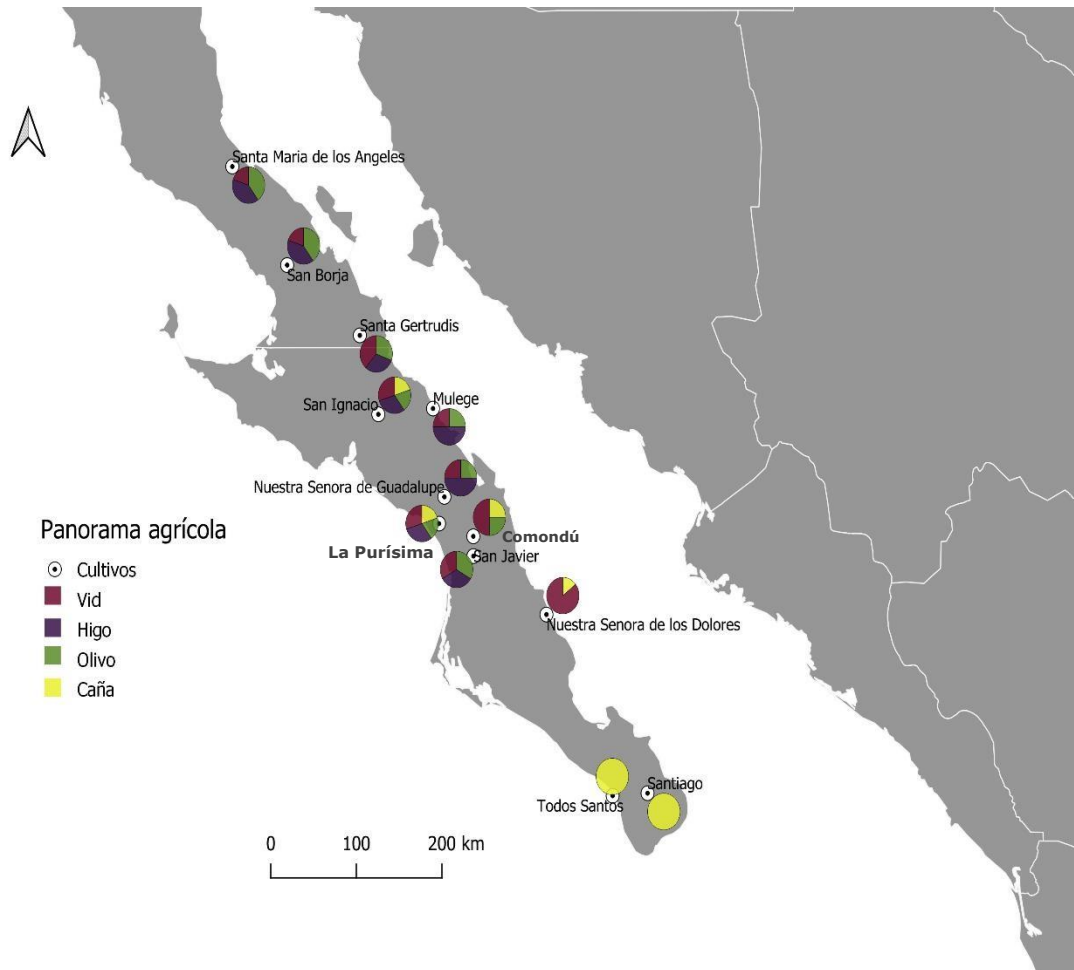 Santa Maria de los Angeles
San Borja
Santa Gertrudis
San Ignacio
Mulege
Nuestra Senora de Guadalupe
La Purísima
Comondú
San Javier
Nuestra Senora de los Dolores
Todos Santos
Santiago
Panorama agrícola
Cultivos
Vid
Higo
Olivo
Caña
0 100 200 km